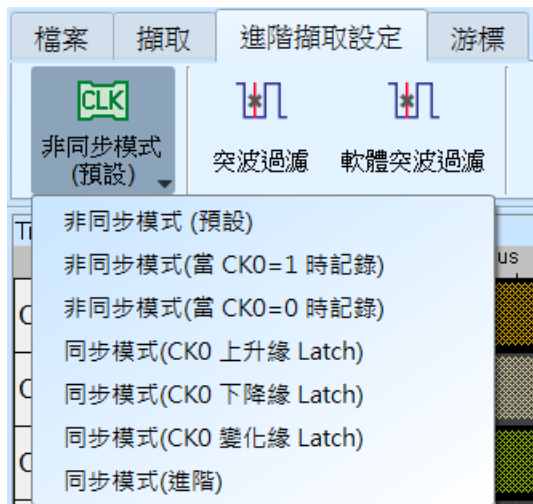 檔案 擷取 進階擷取設定 游標
CLK
非同步模式
(預設)
突波過濾 軟體突波過濾
非同步模式 (預設)
us
非同步模式(當 CK0=1 時記錄)
非同步模式(當 CK0=0 時記錄)
同步模式(CK0 上升緣 Latch)
同步模式(CK0 下降緣 Latch)
同步模式(CK0 變化緣 Latch)
同步模式(進階)